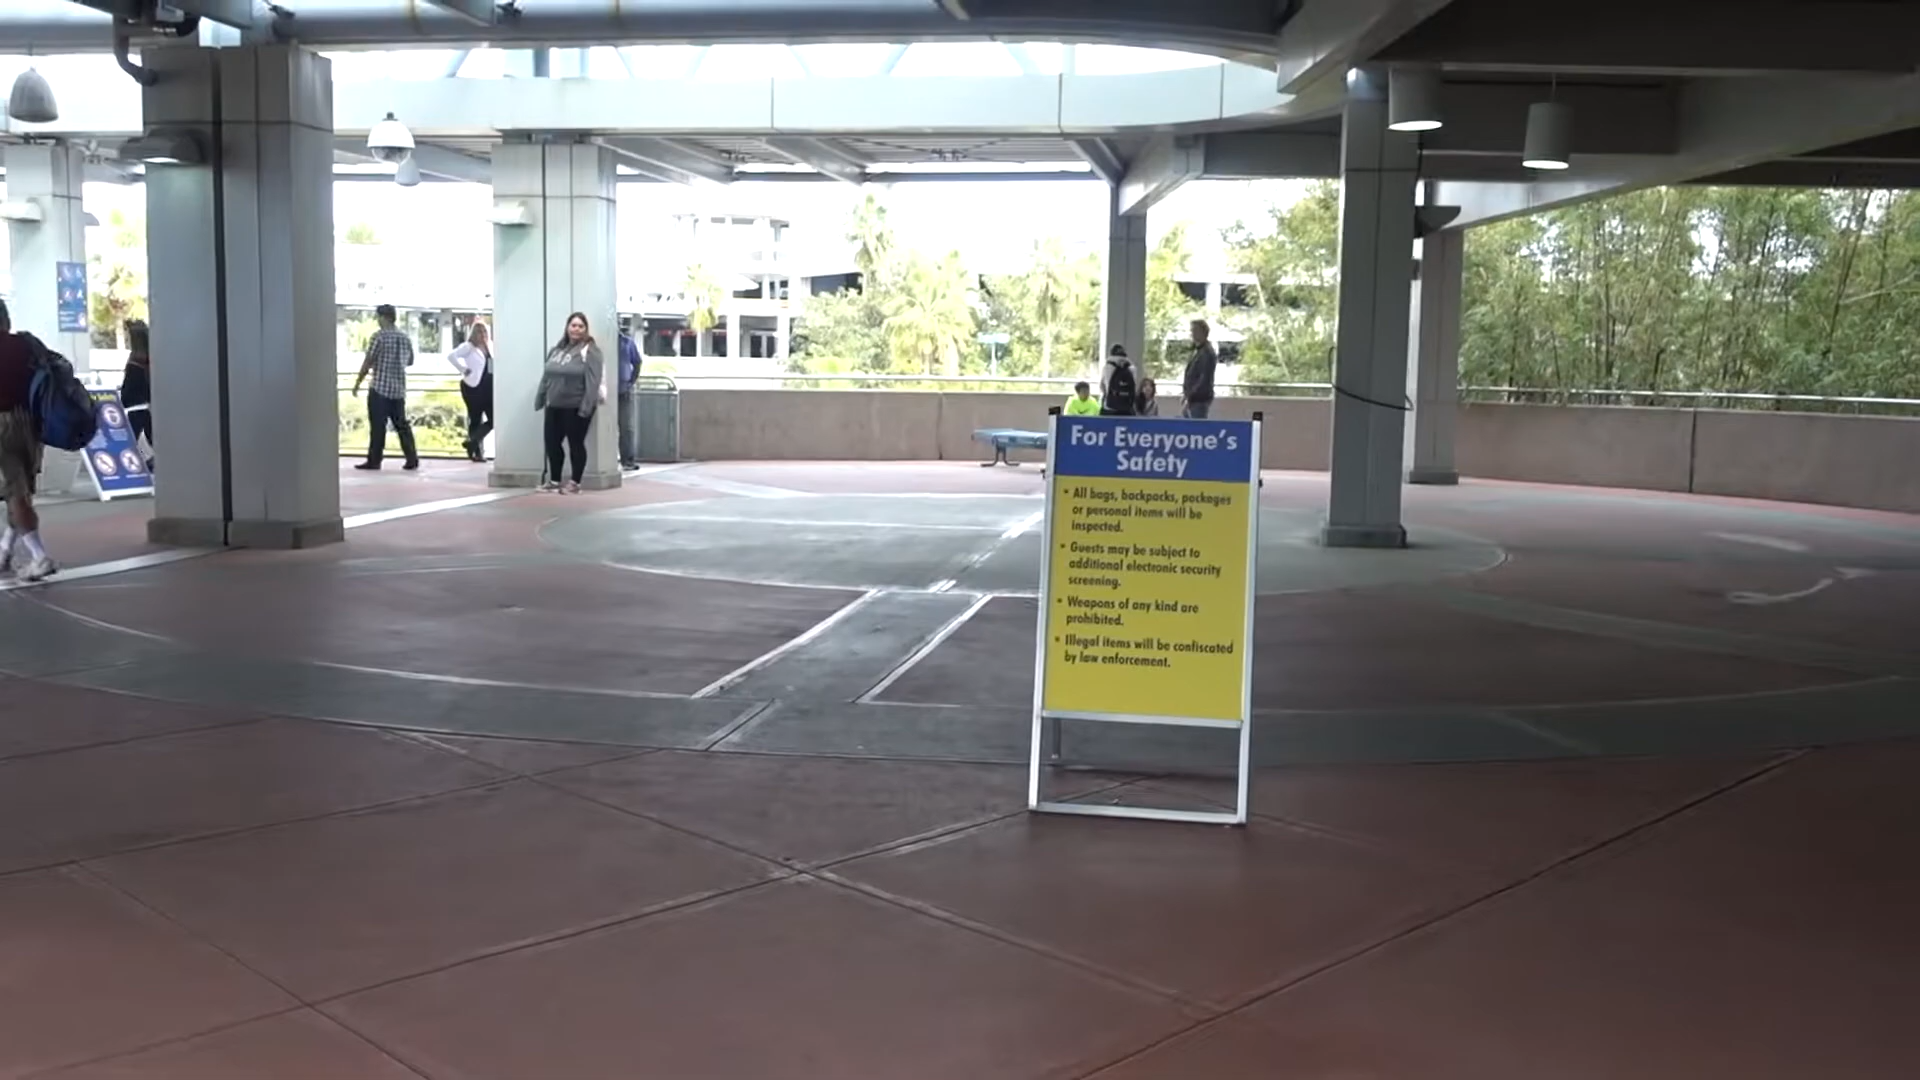 For Everyone's
Safety
• All bags, backpacks, packages
or personal items will be
inspected.
• Guests may be subject to
additional electronic security
screening.
• Weapons of any kind are
prohibited.
• Illegal items will be confiscated
by law enforcement.
Safety